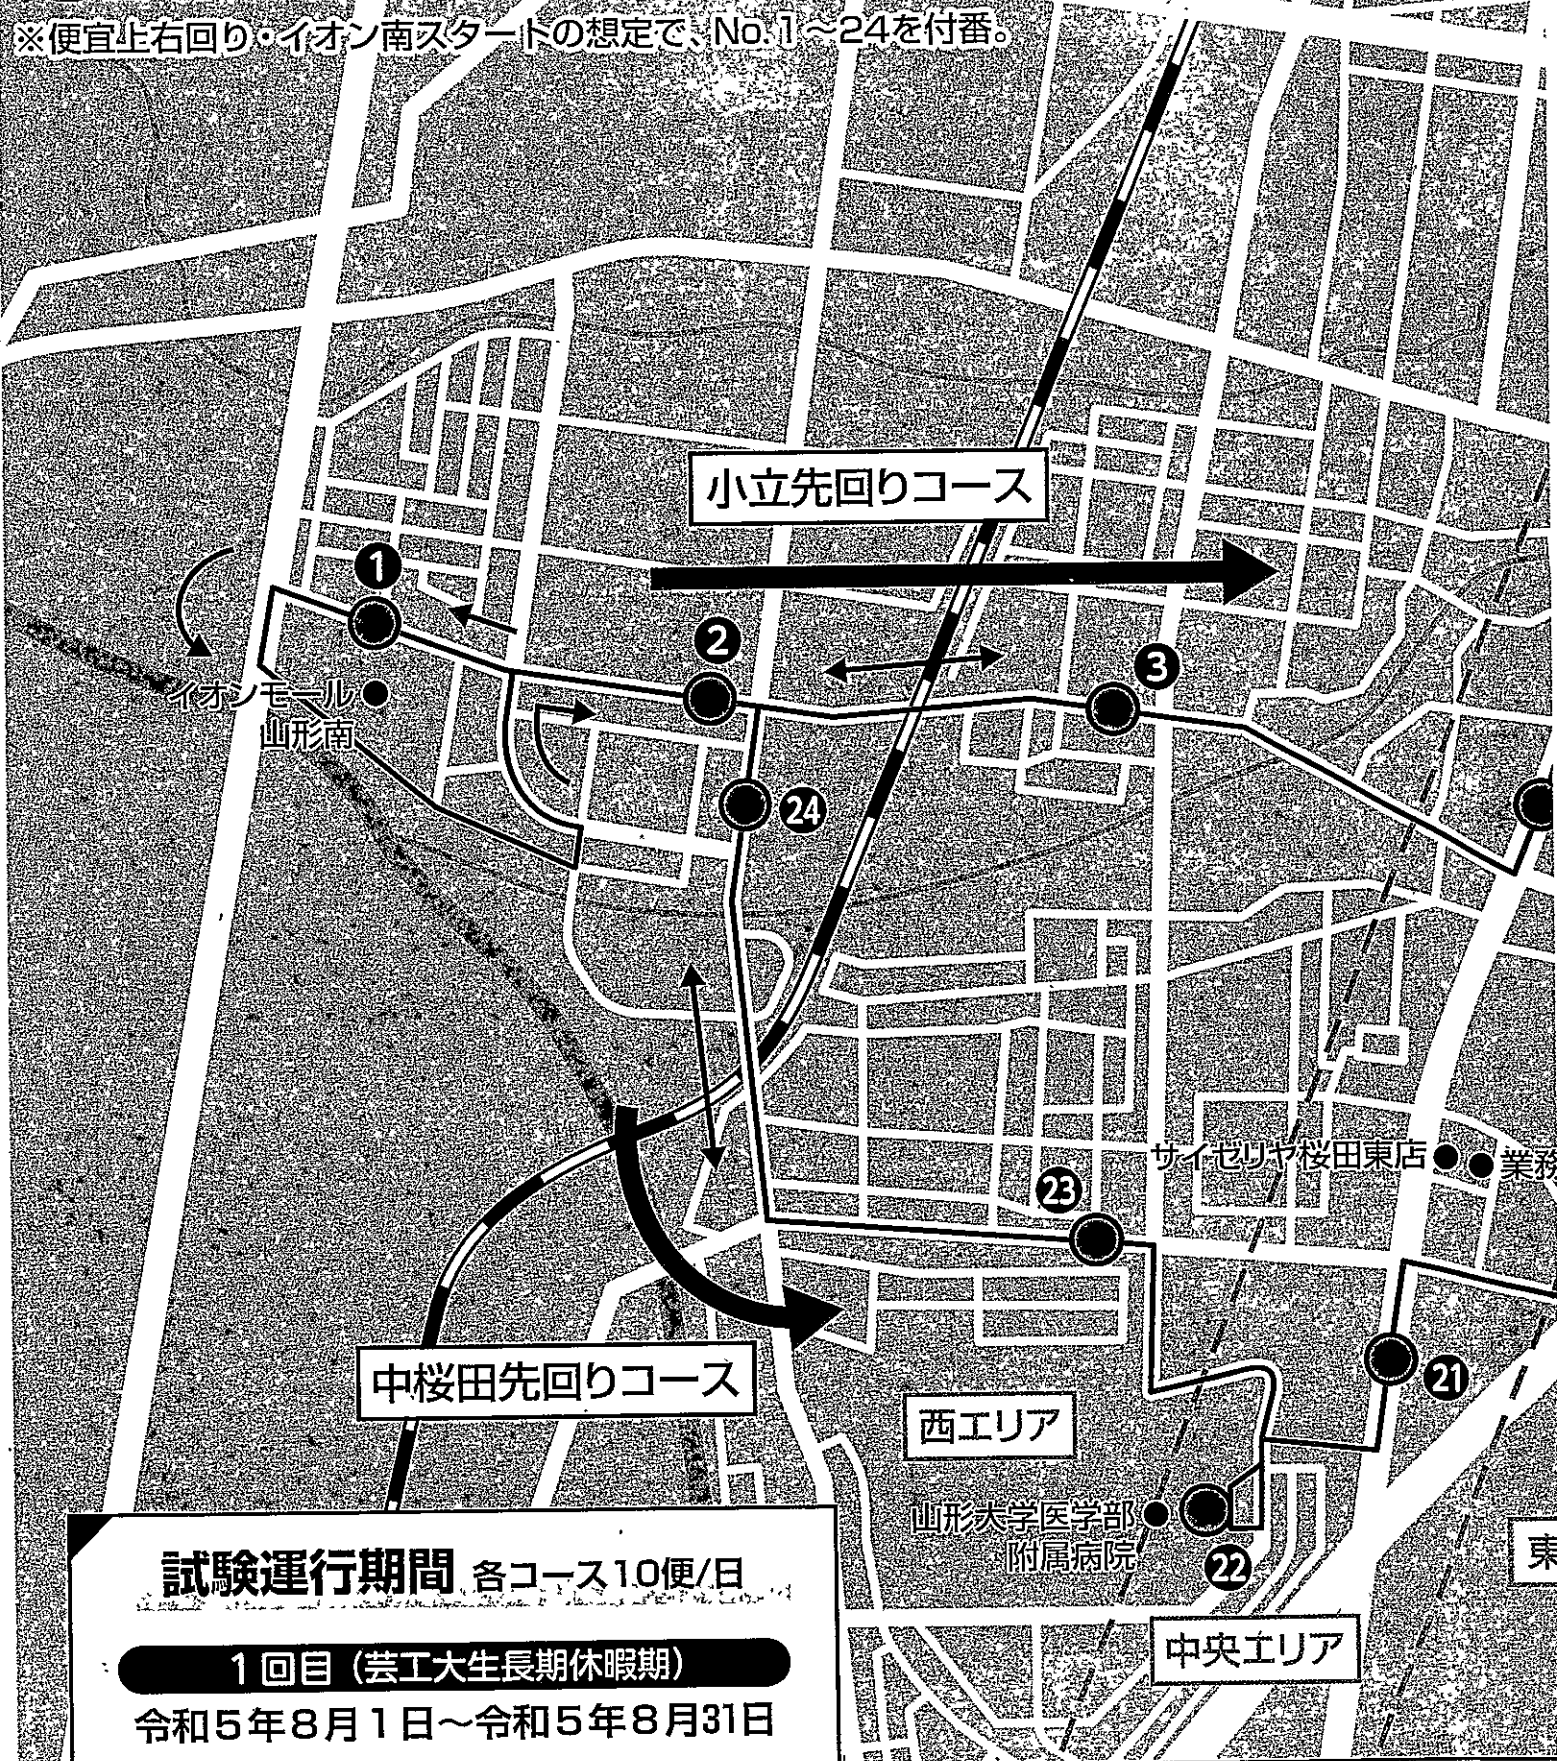 ※便宜上右回り・イオン南スタートの想定で、No.1～24を付番。
小立先回りコース
1
2
3
イオンモール
山形南
24
サイゼリヤ桜田東店
業務
23
中桜田先回りコース
21
西エリア
山形大学医学部
附属病院
22
東
中央エリア
試験運行期間 各コース10便/日
1回目（芸工大生長期休暇期）
令和5年8月1日～令和5年8月31日